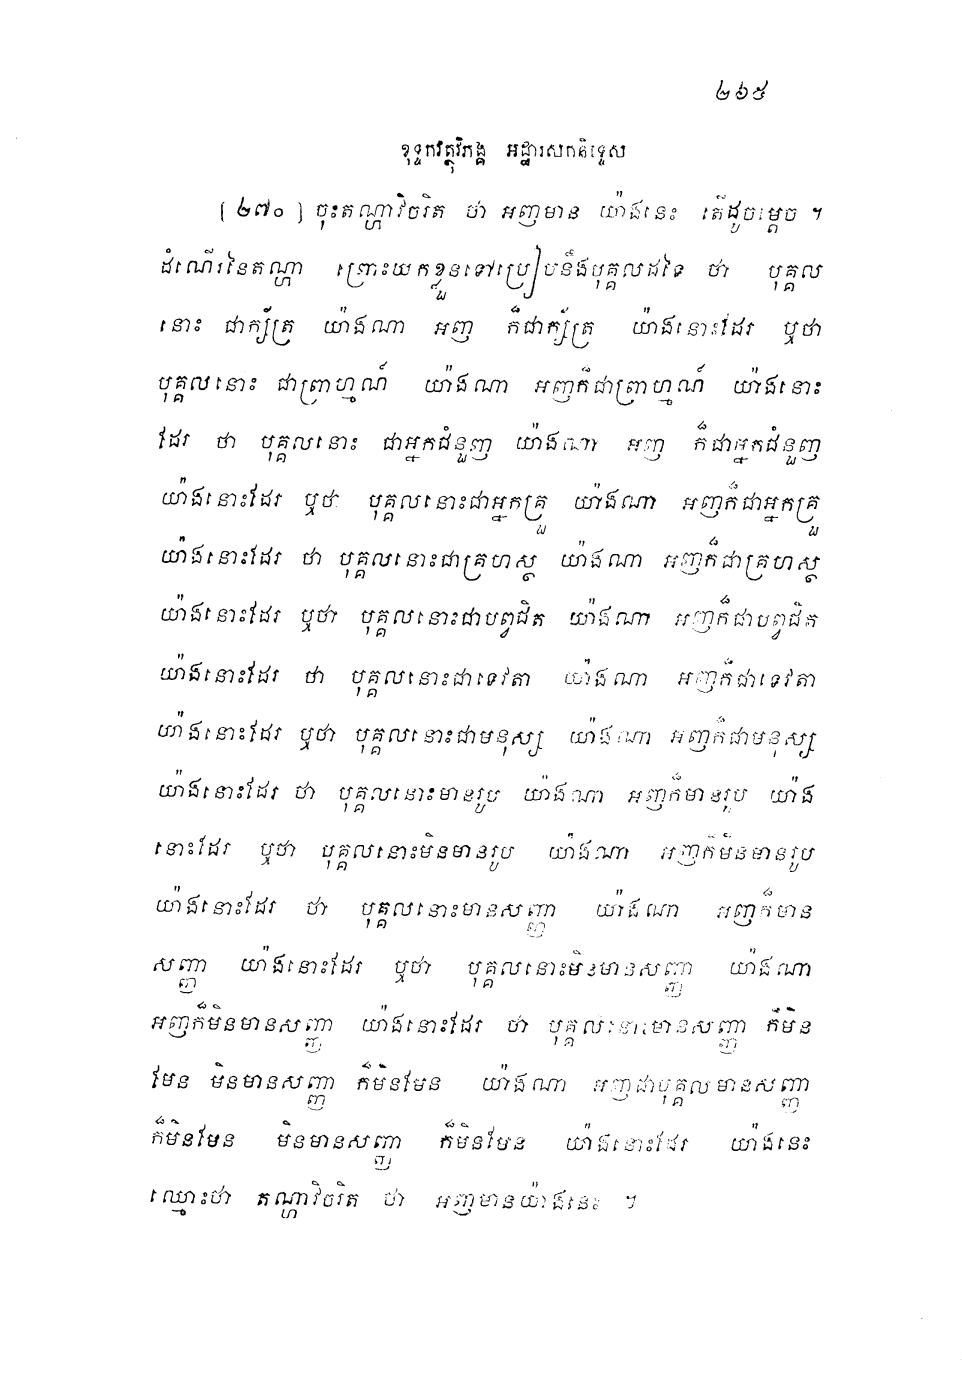 ២៦៥
ខុទ្ទកវត្ថុវិភង្គ អដ្ឋារសកនិទ្ទេស
[ ២៧០ ] ចុះតណ្ហាវិចរិត ថា អញមាន យ៉ាងនេះ តើដូចម្ដេច ។
ដំណើរនៃតណ្ហា ព្រោះយកខ្លួនទៅប្រៀបនឹងបុគ្គលដទៃ ថា បុគ្គល
នោះ ជាក្ស័ត្រ យ៉ាងណា អញ ក៏ជាក្ស័ត្រ យ៉ាងនោះដែរ ឬថា
បុគ្គលនោះ ជាព្រាហ្មណ៍ យ៉ាងណា អញក៏ជាព្រាហ្មណ៍ យ៉ាងនោះ
ដែរ ថា បុគ្គលនោះ ជាអ្នកជំនួញ យ៉ាងណា អញ ក៏ជាអ្នកជំនួញ
យ៉ាងនោះដែរ ឬថា បុគ្គលនោះជាអ្នកគ្រួ យ៉ាងណា អញក៏ជាអ្នកគ្រួ
យ៉ាងនោះដែរ ថា បុគ្គលនោះជាគ្រហស្ថ យ៉ាងណា អញក៏ជាគ្រហស្ថ
យ៉ាងនោះដែរ ឬថា បុគ្គលនោះជាបព្វជិត យ៉ាងណា អញក៏ជាបព្វជិត
យ៉ាងនោះដែរ ថា បុគ្គលនោះជាទេវតា យ៉ាងណា អញក៏ជាទេវតា
យ៉ាងនោះដែរ ឬថា បុគ្គលនោះជាមនុស្ស យ៉ាងណា អញក៏ជាមនុស្ស
យ៉ាងនោះដែរ ថា បុគ្គលនោះមានរូប យ៉ាងណា អញក៏មានរូប យ៉ាង
នោះដែរ ឬថា បុគ្គលនោះមិនមានរូប យ៉ាងណា អញក៏មិនមានរូប
យ៉ាងនោះដែរ ថា បុគ្គលនោះមានសញ្ញា យ៉ាងណា អញក៏មាន
សញ្ញា យ៉ាងនោះដែរ ឬថា បុគ្គលនោះមិនមានសញ្ញា យ៉ាងណា
អញក៏មិនមានសញ្ញា យ៉ាងនោះដែរ ថា បុគ្គលនោះមានសញ្ញា ក៏មិន
មែន មិនមានសញ្ញា ក៏មិនមែន យ៉ាងណា អញជាបុគ្គលមានសញ្ញា
ក៏មិនមែន មិនមានសញ្ញា ក៏មិនមែន យ៉ាងនោះដែរ យ៉ាងនេះ
ឈ្មោះថា តណ្ហាវិចរិត ថា អញមានយ៉ាងនេះ ។